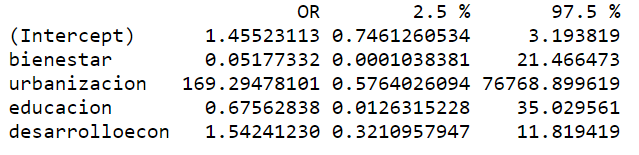 OR 2.5 % 97.5 %
(Intercept) 1.45523113 0.7461260534 3.193819
bienestar 0.05177332 0.0001038381 21.466473
urbanizacion 169.29478101 0.5764026094 76768.899619
educacion 0.67562838 0.0126315228 35.029561
desarrolloecon 1.54241230 0.3210957947 11.819419